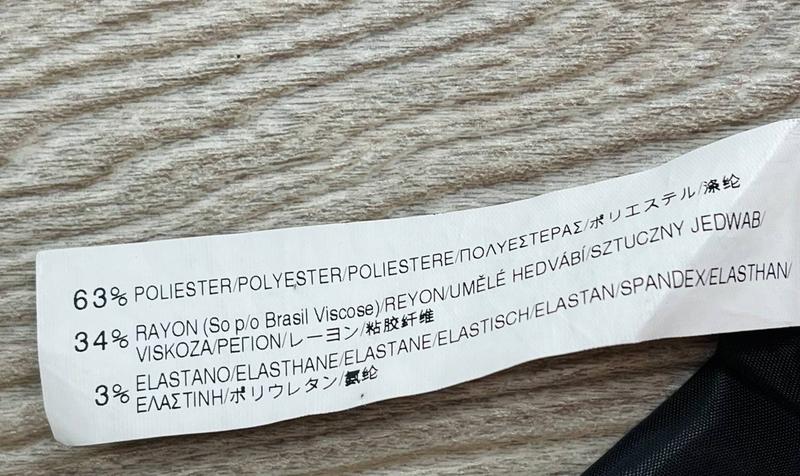 63% POLIESTER/POLYESTER/POLIESTERE/ΠΟΛΥΕΣΤΕΡΑΣ/ポリエステル/涤纶
34% RAYON (So p/o Brasil Viscose)/REYON/UMĚLÉ HEDVÁBÍ/SZTUCZNY JEDWAB/
VISKOZA/ΡΕΓΙΟΝ/レーヨン/粘胶纤维
3% ELASTANO/ELASTHANE/ELASTANE/ELASTISCH/ELASTAN/SPANDEX/ELASTHAN/
ΕΛΑΣΤΙΝΗ/ポリウレタン/氨纶